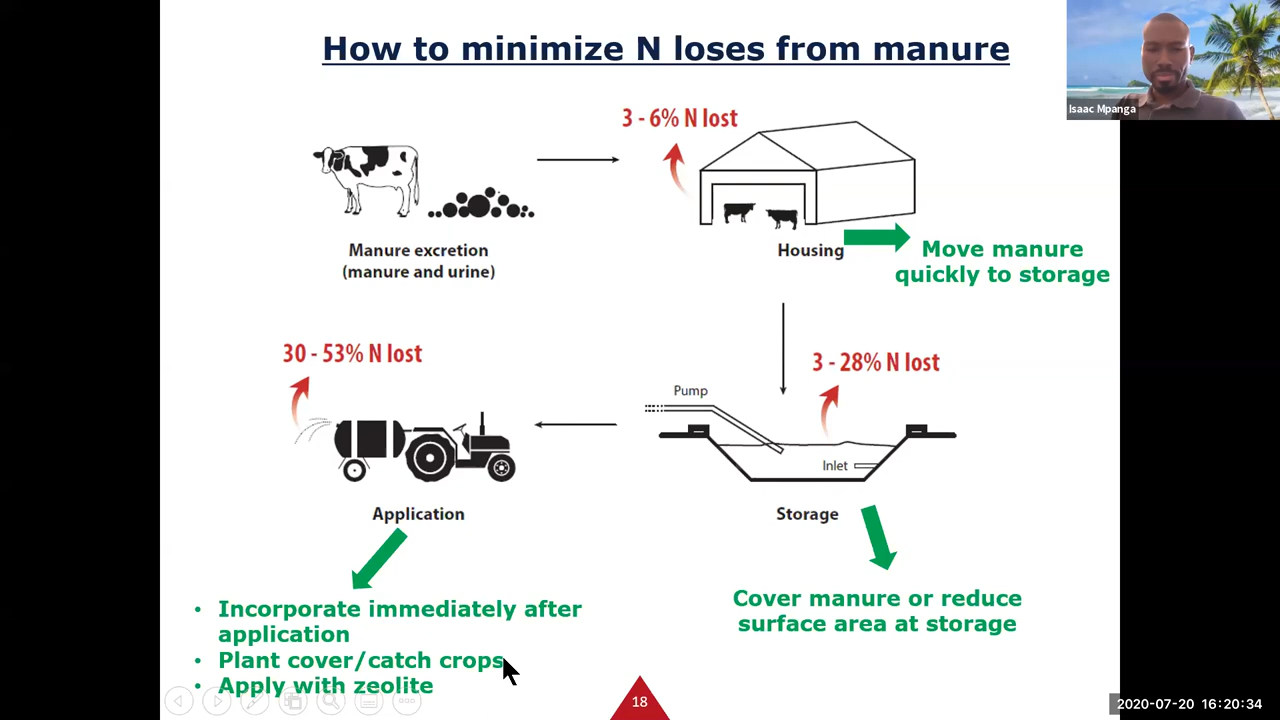 How to minimize N loses from manure
Isaac Mpanga
3 - 6% N lost
Manure excretion
(manure and urine)
Housing
Move manure
quickly to storage
30 - 53% N lost
3 - 28% N lost
Pump
Inlet
Application
Storage
• Incorporate immediately after
application
• Plant cover/catch crops
• Apply with zeolite
Cover manure or reduce
surface area at storage
18
2020-07-20 16:20:34